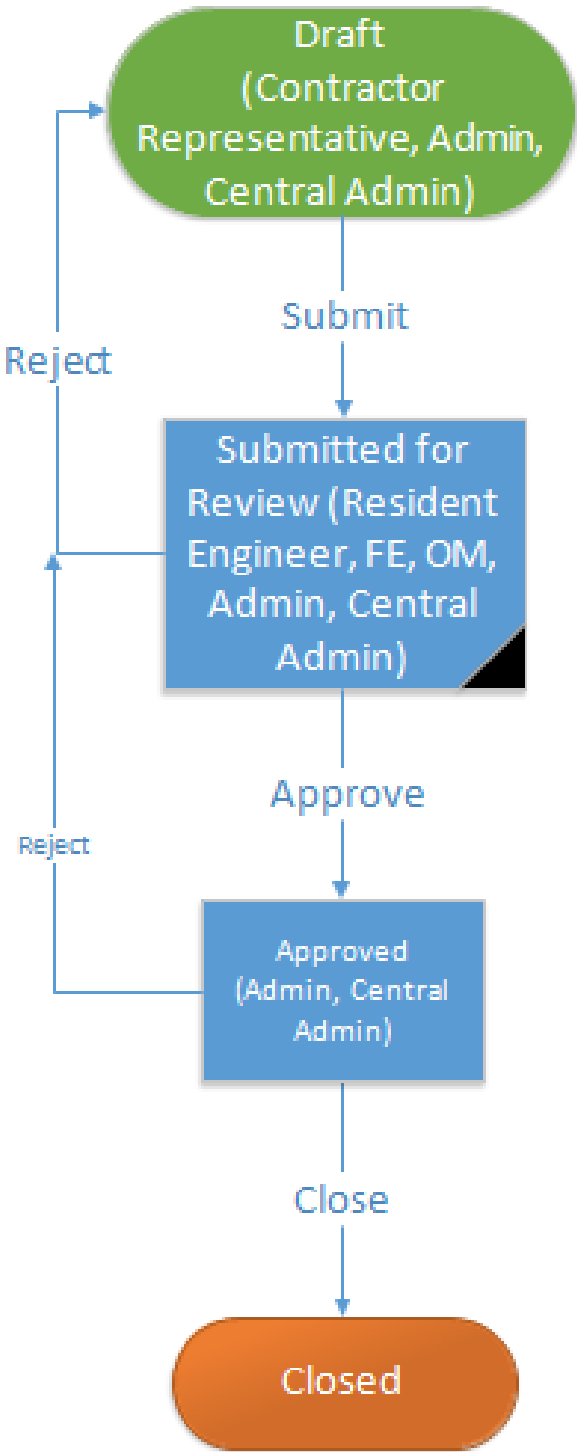 Draft
(Contractor
Representative, Admin,
Central Admin)
Submit
Reject
Submitted for
Review (Resident
Engineer, FE, OM,
Admin, Central
Admin)
Approve
Reject
Approved
(Admin, Central
Admin)
Close
Closed